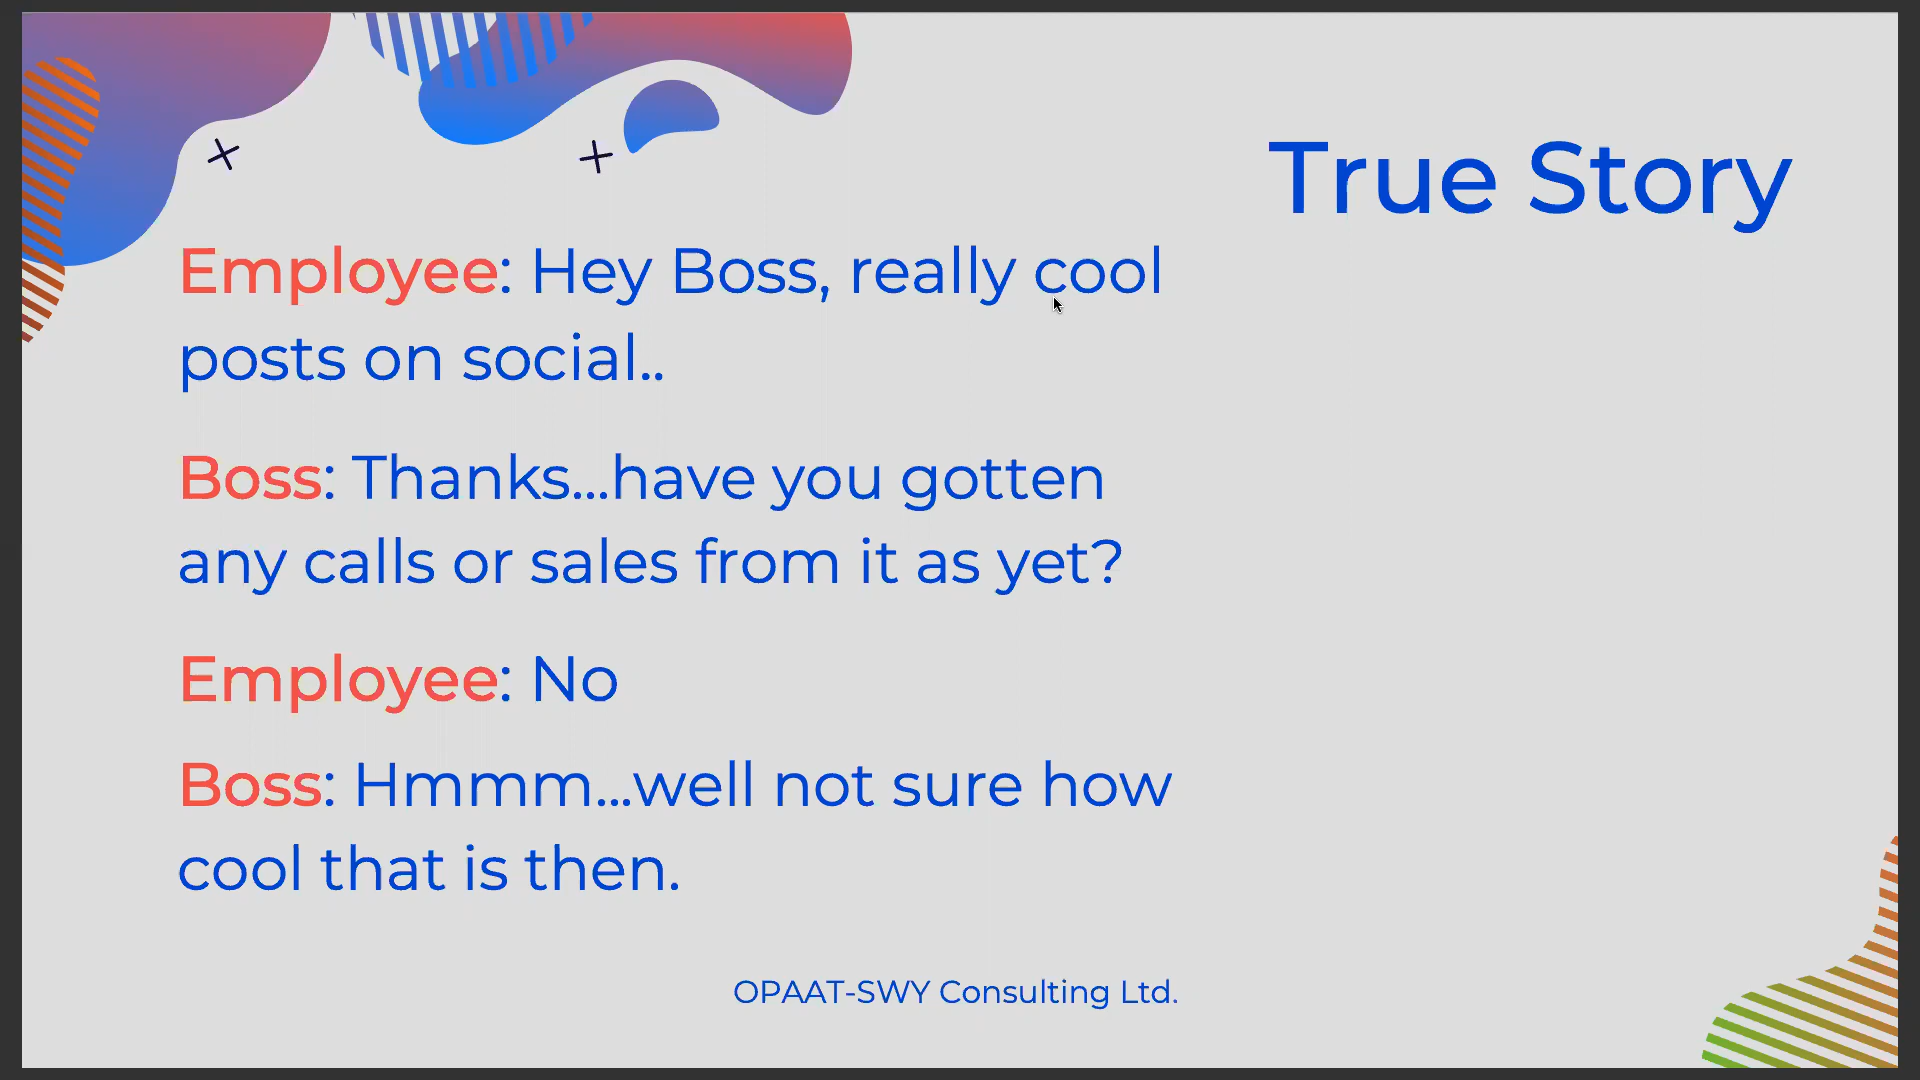 True Story
Employee: Hey Boss, really cool
posts on social..
Boss: Thanks...have you gotten
any calls or sales from it as yet?
Employee: No
Boss: Hmmm...well not sure how
cool that is then.
OPAAT-SWY Consulting Ltd.